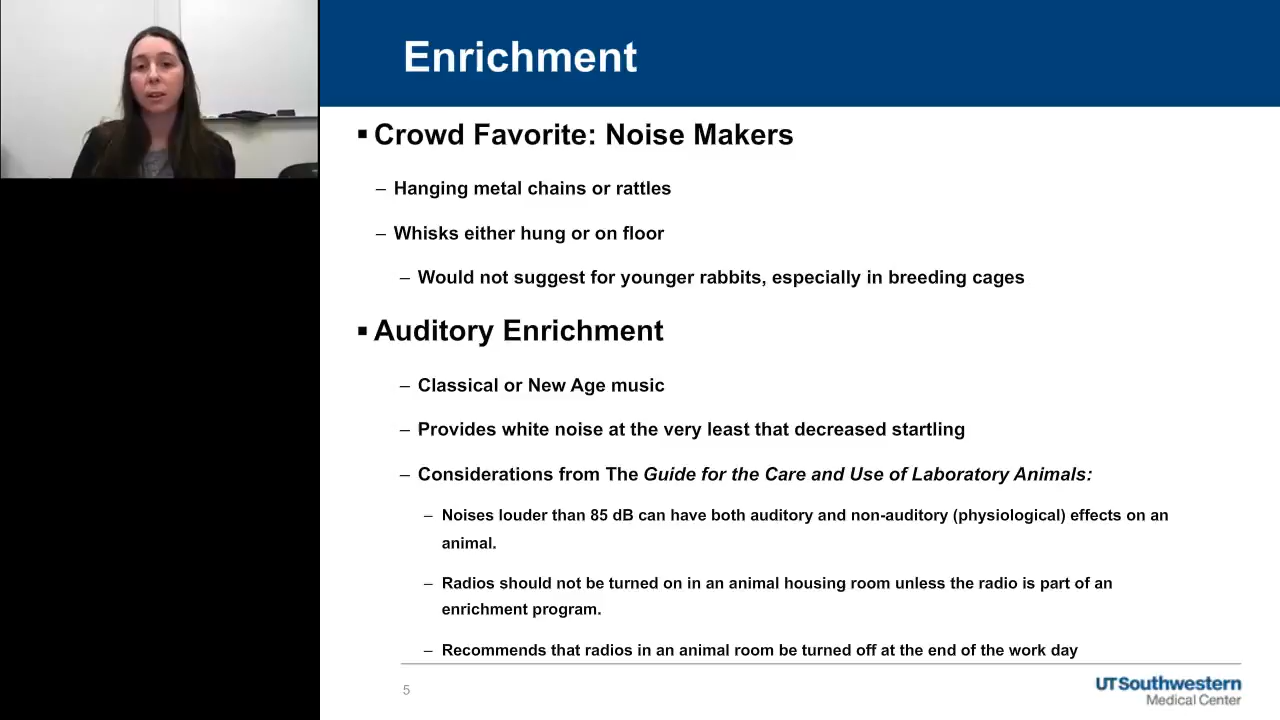 Enrichment
▪ Crowd Favorite: Noise Makers
– Hanging metal chains or rattles
– Whisks either hung or on floor
– Would not suggest for younger rabbits, especially in breeding cages
▪ Auditory Enrichment
– Classical or New Age music
– Provides white noise at the very least that decreased startling
– Considerations from The Guide for the Care and Use of Laboratory Animals:
– Noises louder than 85 dB can have both auditory and non-auditory (physiological) effects on an
animal.
– Radios should not be turned on in an animal housing room unless the radio is part of an
enrichment program.
– Recommends that radios in an animal room be turned off at the end of the work day
5
UTSouthwestern
Medical Center